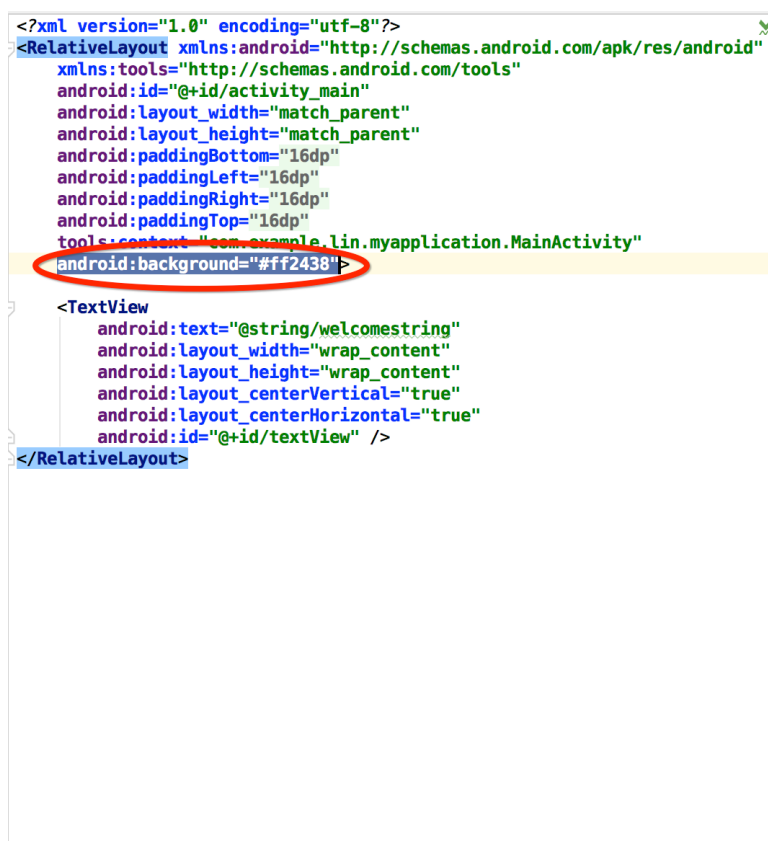 <?xml version="1.0" encoding="utf-8"?>
<RelativeLayout xmlns:android="http://schemas.android.com/apk/res/android"
xmlns:tools="http://schemas.android.com/tools"
android:id="@+id/activity_main"
android:layout_width="match_parent"
android:layout_height="match_parent"
android:paddingBottom="16dp"
android:paddingLeft="16dp"
android:paddingRight="16dp"
android:paddingTop="16dp"
tools:context="com.example.lin.myapplication.MainActivity"
android:background="#ff2438">
<TextView
android:text="@string/welcomestring"
android:layout_width="wrap_content"
android:layout_height="wrap_content"
android:layout_centerVertical="true"
android:layout_centerHorizontal="true"
android:id="@+id/textView" />
</RelativeLayout>